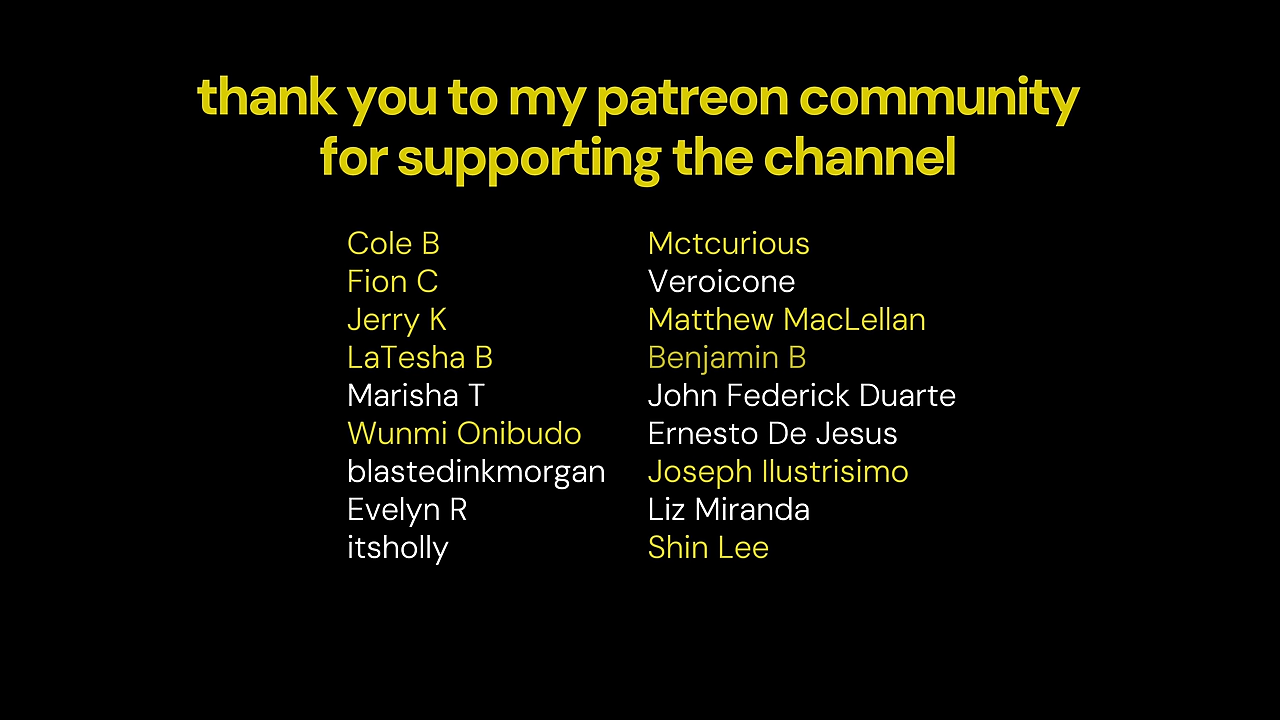 thank you to my patreon community
for supporting the channel
Cole B
Fion C
Jerry K
LaTesha B
Marisha T
Wunmi Onibudo
blastedinkmorgan
Evelyn R
itsholly
Mctcurious
Veroicone
Matthew MacLellan
Benjamin B
John Federick Duarte
Ernesto De Jesus
Joseph Ilustrisimo
Liz Miranda
Shin Lee